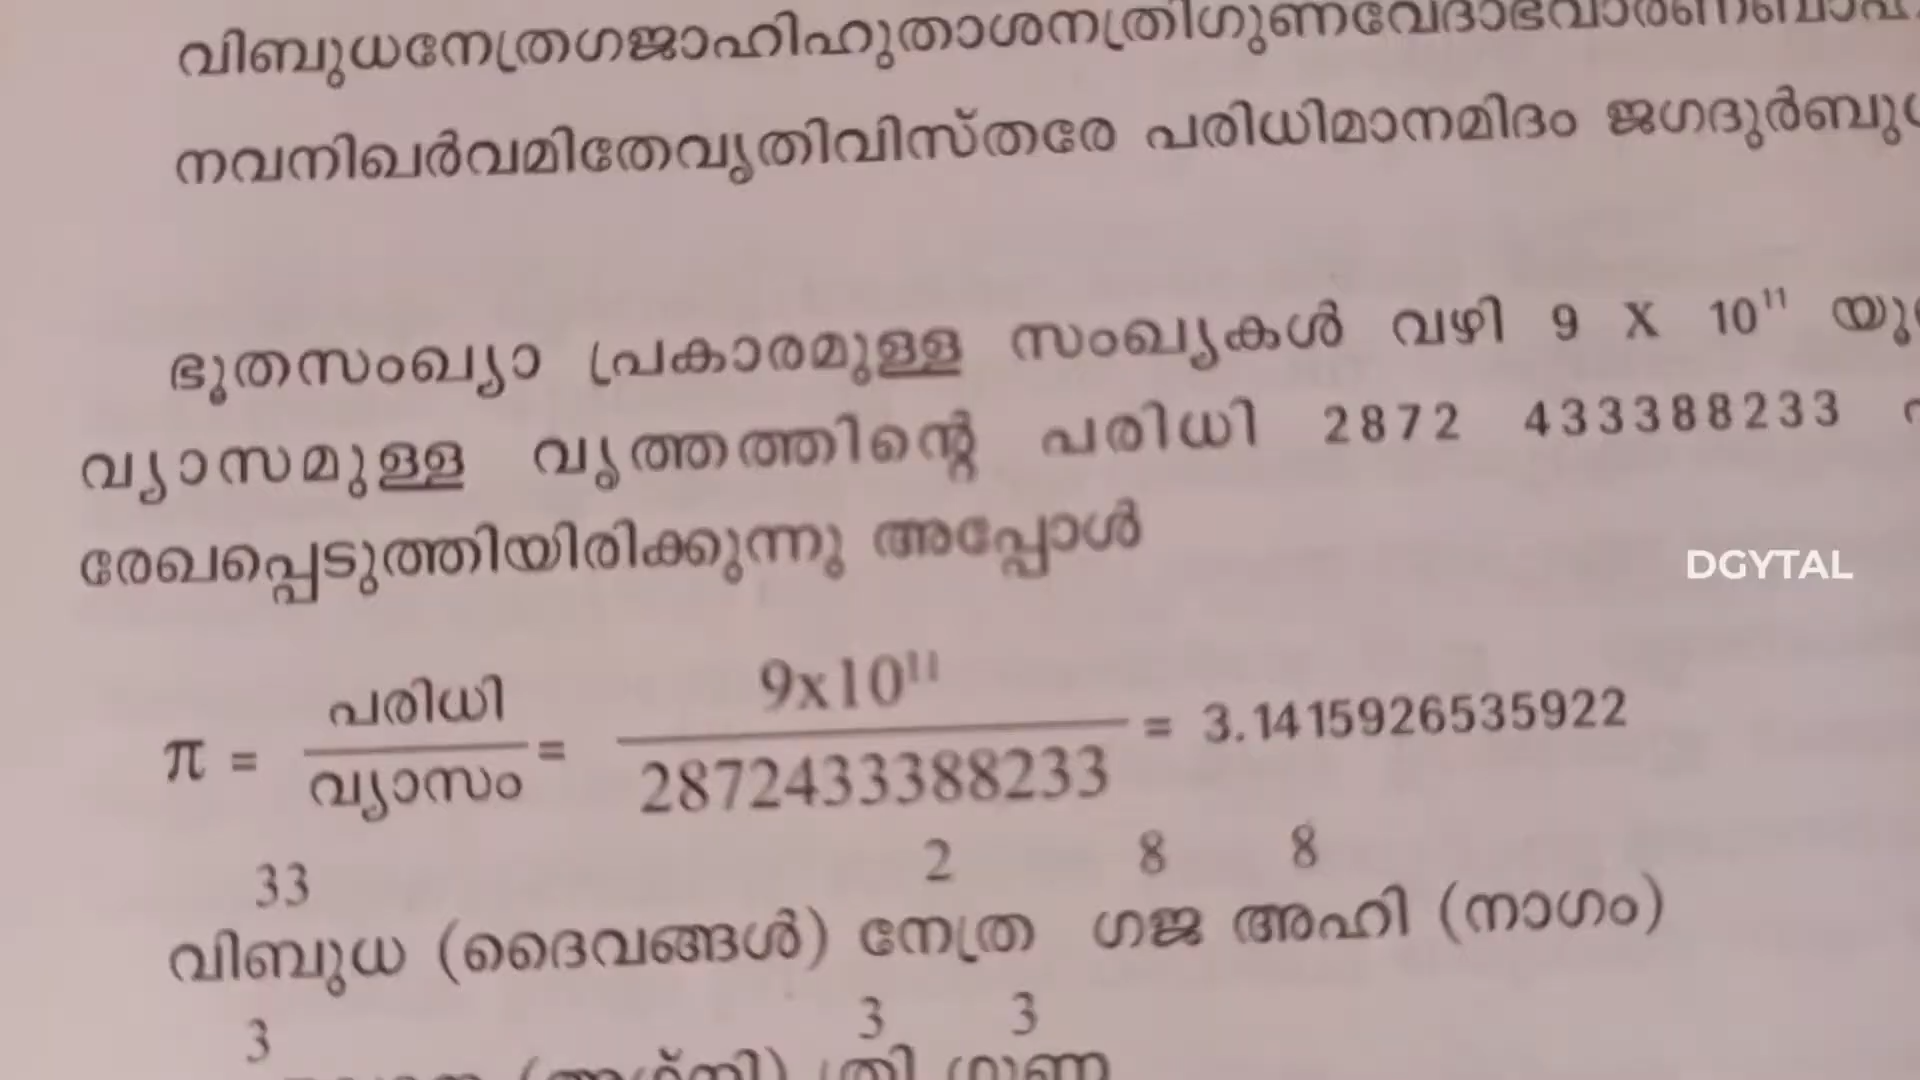 വിബുധനേത്രഗജാഹിഹുതാശനത്രിഗുണവേദാഭവാരണബാഹ
നവനിഖർവമിതേവൃതിവിസ്തരേ പരിധിമാനമിദം ജഗദുർബു
ഭൂതസംഖ്യാ പ്രകാരമുള്ള സംഖ്യകൾ വഴി 9 X 10¹¹ യു
വ്യാസമുള്ള വൃത്തത്തിന്റെ പരിധി 2872 433388233
രേഖപ്പെടുത്തിയിരിക്കുന്നു അപ്പോൾ
DGYTAL
π = പരിധി / വ്യാസം = 9x10¹¹ / 2872433388233 = 3.1415926535922
33 2 8 8
വിബുധ (ദൈവങ്ങൾ) നേത്ര ഗജ അഹി (നാഗം)
3 3 3
(അഗ്നി) ത്രി ഗുണ